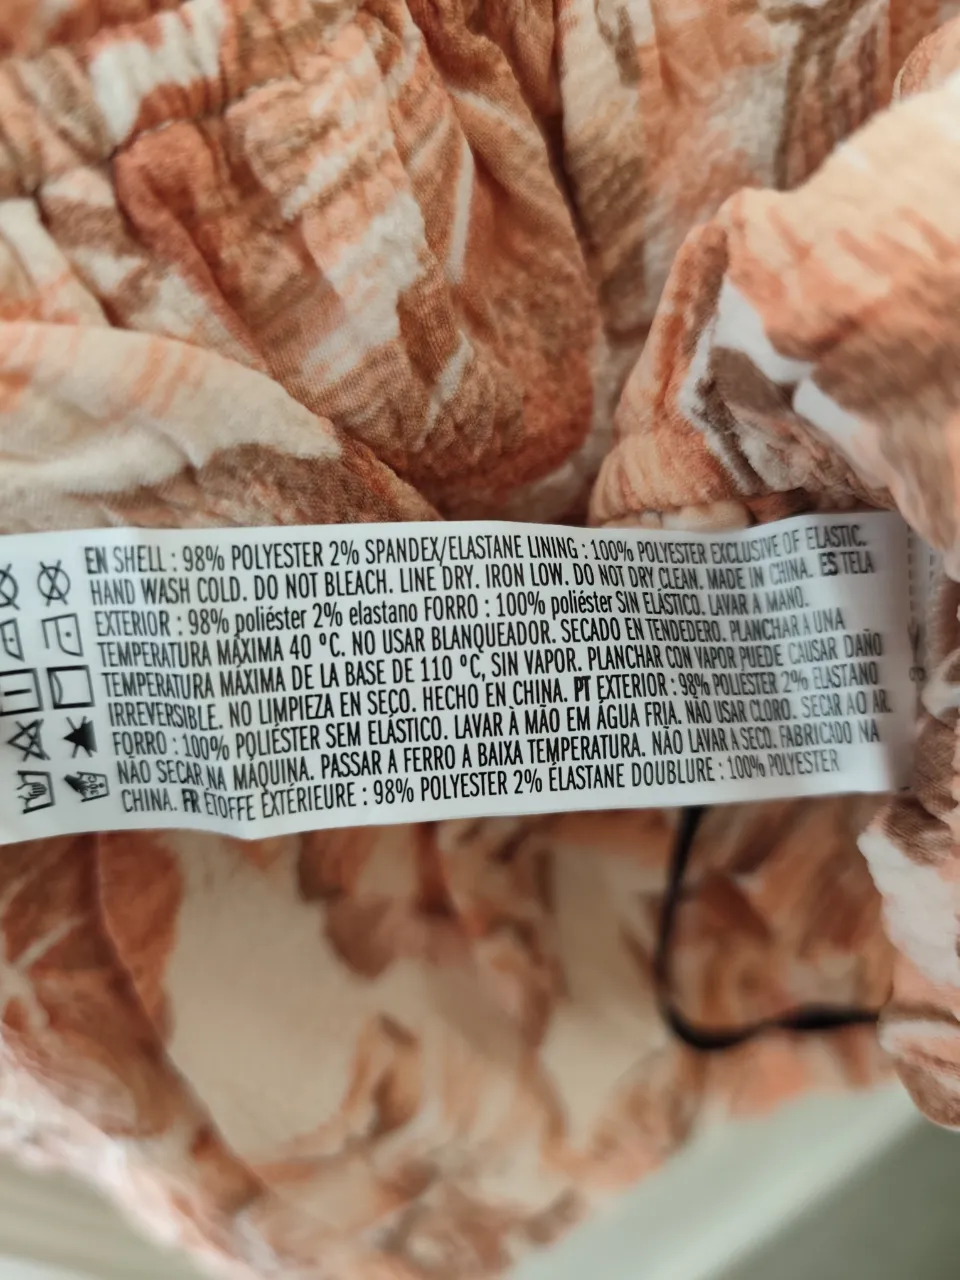 EN SHELL : 98% POLYESTER 2% SPANDEX/ELASTANE LINING : 100% POLYESTER EXCLUSIVE OF ELASTIC.
HAND WASH COLD. DO NOT BLEACH. LINE DRY. IRON LOW. DO NOT DRY CLEAN. MADE IN CHINA. ES TELA
EXTERIOR : 98% poliéster 2% elastano FORRO : 100% poliéster SIN ELÁSTICO. LAVAR A MANO.
TEMPERATURA MÁXIMA 40 °C. NO USAR BLANQUEADOR. SECADO EN TENDEDERO. PLANCHAR A UNA
TEMPERATURA MÁXIMA DE LA BASE DE 110 °C, SIN VAPOR. PLANCHAR CON VAPOR PUEDE CAUSAR DAÑO
IRREVERSIBLE. NO LIMPIEZA EN SECO. HECHO EN CHINA. PT EXTERIOR : 98% POLIÉSTER 2% ELASTANO
FORRO : 100% POLIÉSTER SEM ELÁSTICO. LAVAR À MÃO EM ÁGUA FRIA. NÃO USAR CLORO. SECAR AO AR.
NÃO SECAR NA MÁQUINA. PASSAR A FERRO A BAIXA TEMPERATURA. NÃO LAVAR A SECO. FABRICADO NA
CHINA. FR ÉTOFFE EXTÉRIEURE : 98% POLYESTER 2% ÉLASTANE DOUBLURE : 100% POLYESTER